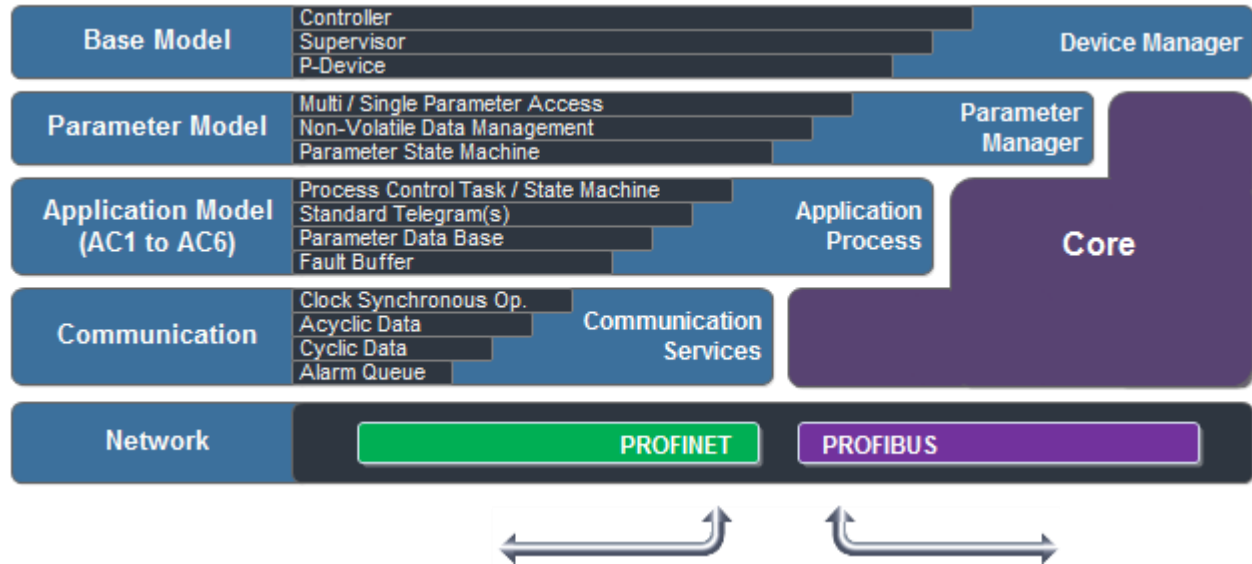 Base Model
Controller
Supervisor
P-Device
Device Manager
Parameter Model
Multi / Single Parameter Access
Non-Volatile Data Management
Parameter State Machine
Parameter
Manager
Application Model
(AC1 to AC6)
Process Control Task / State Machine
Standard Telegram(s)
Parameter Data Base
Fault Buffer
Application
Process
Core
Communication
Clock Synchronous Op.
Acyclic Data
Cyclic Data
Alarm Queue
Communication
Services
Network
PROFINET
PROFIBUS